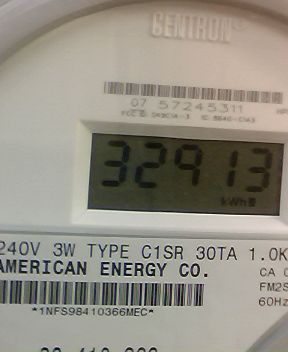 CENTRON
07 57245311
32913
kWh
240V 3W TYPE C1SR 30TA 1.0K
AMERICAN ENERGY CO.
CA 0
FM2S
60Hz
*1NFS98410366MEC*